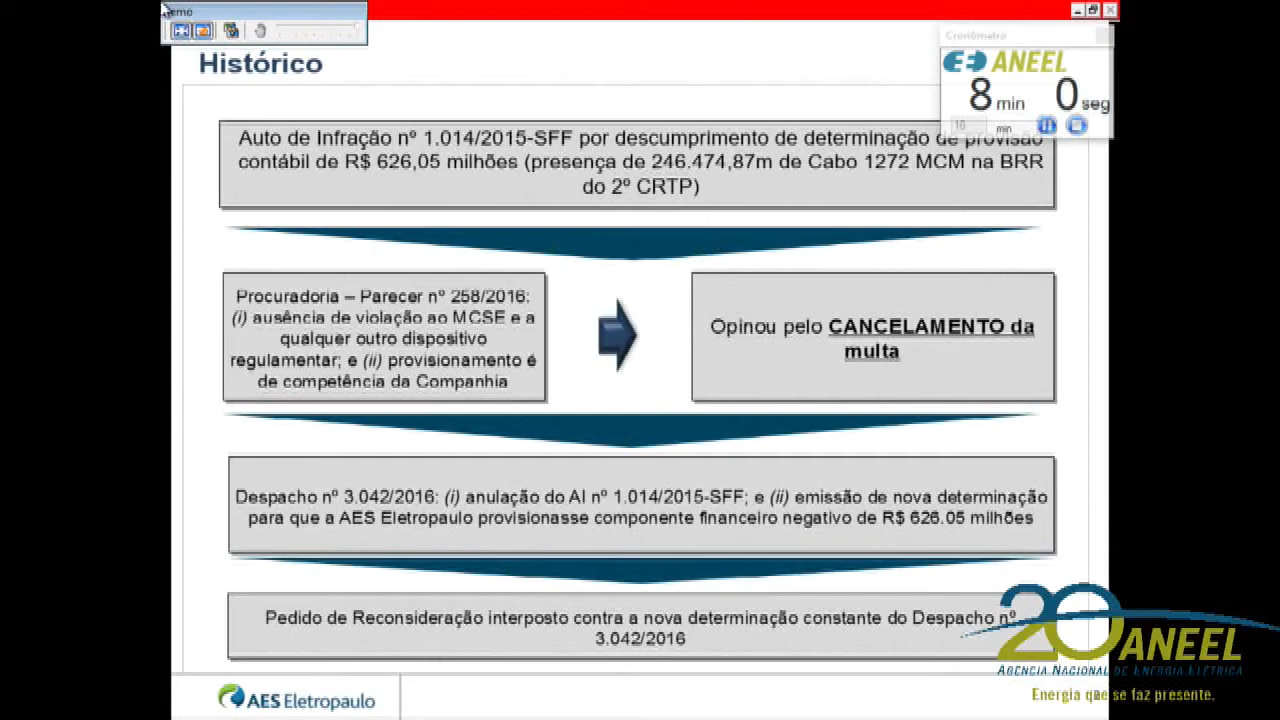 emo
Cronômetro
Histórico
ANEEL
8 min 0 seg
10 min
Auto de Infração nº 1.014/2015-SFF por descumprimento de determinação de provisão
contábil de R$ 626,05 milhões (presença de 246.474,87m de Cabo 1272 MCM na BRR
do 2º CRTP)
Procuradoria – Parecer nº 258/2016:
(i) ausência de violação ao MCSE e a
qualquer outro dispositivo
regulamentar; e (ii) provisionamento é
de competência da Companhia
Opinou pelo CANCELAMENTO da
multa
Despacho nº 3.042/2016: (i) anulação do AI nº 1.014/2015-SFF; e (ii) emissão de nova determinação
para que a AES Eletropaulo provisionasse componente financeiro negativo de R$ 626.05 milhões
Pedido de Reconsideração interposto contra a nova determinação constante do Despacho nº
3.042/2016
AES Eletropaulo
20 ANEEL
AGÊNCIA NACIONAL DE ENERGIA ELÉTRICA
Energia que se faz presente.